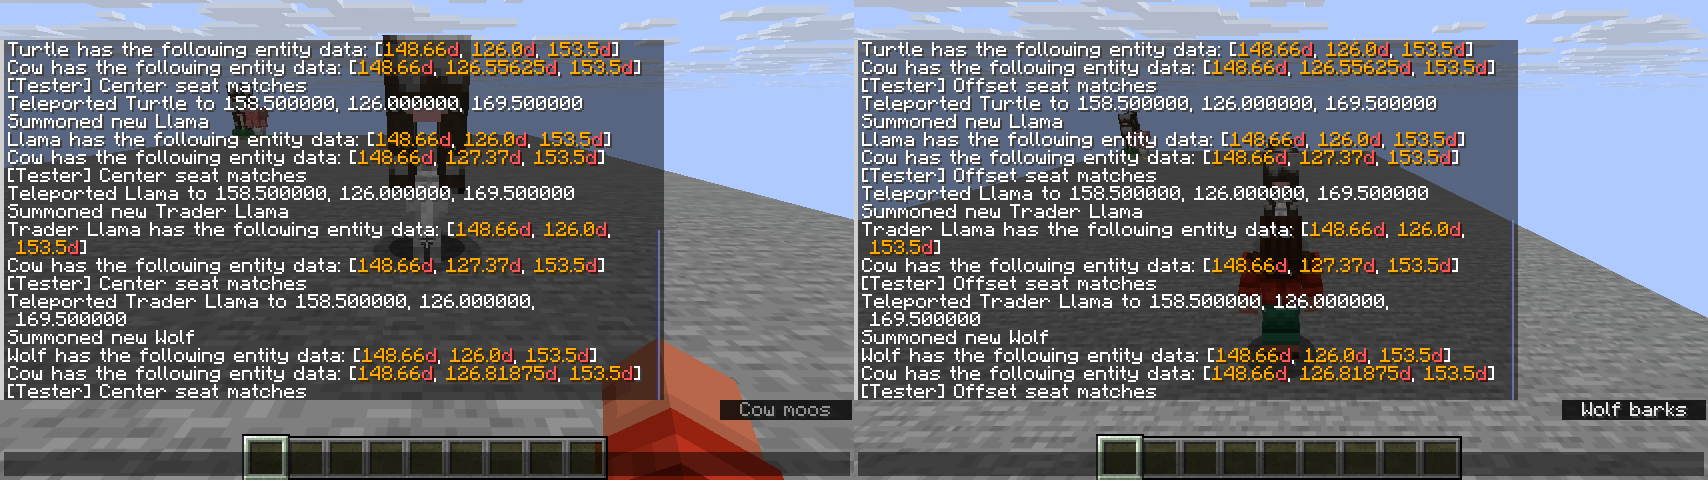 Turtle has the following entity data: [148.66d, 126.0d, 153.5d]
Cow has the following entity data: [148.66d, 126.55625d, 153.5d]
[Tester] Center seat matches
Teleported Turtle to 158.500000, 126.000000, 169.500000
Summoned new Llama
Llama has the following entity data: [148.66d, 126.0d, 153.5d]
Cow has the following entity data: [148.66d, 127.37d, 153.5d]
[Tester] Center seat matches
Teleported Llama to 158.500000, 126.000000, 169.500000
Summoned new Trader Llama
Trader Llama has the following entity data: [148.66d, 126.0d,
153.5d]
Cow has the following entity data: [148.66d, 127.37d, 153.5d]
[Tester] Center seat matches
Teleported Trader Llama to 158.500000, 126.000000,
169.500000
Summoned new Wolf
Wolf has the following entity data: [148.66d, 126.0d, 153.5d]
Cow has the following entity data: [148.66d, 126.81875d, 153.5d]
[Tester] Center seat matches
Cow moos
Turtle has the following entity data: [148.66d, 126.0d, 153.5d]
Cow has the following entity data: [148.66d, 126.55625d, 153.5d]
[Tester] Offset seat matches
Teleported Turtle to 158.500000, 126.000000, 169.500000
Summoned new Llama
Llama has the following entity data: [148.66d, 126.0d, 153.5d]
Cow has the following entity data: [148.66d, 127.37d, 153.5d]
[Tester] Offset seat matches
Teleported Llama to 158.500000, 126.000000, 169.500000
Summoned new Trader Llama
Trader Llama has the following entity data: [148.66d, 126.0d,
153.5d]
Cow has the following entity data: [148.66d, 127.37d, 153.5d]
[Tester] Offset seat matches
Teleported Trader Llama to 158.500000, 126.000000,
169.500000
Summoned new Wolf
Wolf has the following entity data: [148.66d, 126.0d, 153.5d]
Cow has the following entity data: [148.66d, 126.81875d, 153.5d]
[Tester] Offset seat matches
Wolf barks